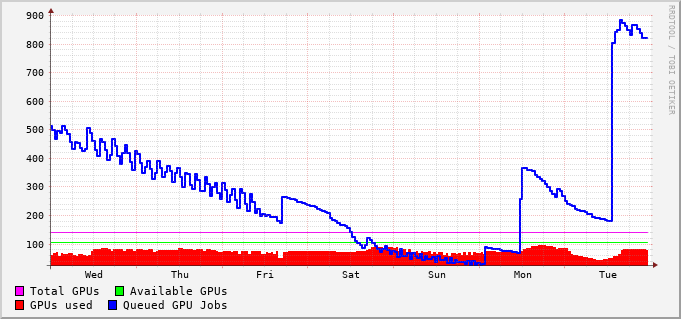 RRDTOOL / TOBI OETIKER
900
800
700
600
500
400
300
200
100
Wed Thu Fri Sat Sun Mon Tue
Total GPUs Available GPUs
GPUs used Queued GPU Jobs